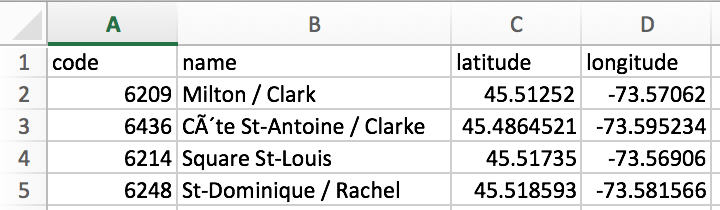 A B C D
1 code name latitude longitude
2 6209 Milton / Clark 45.51252 -73.57062
3 6436 CÃ´te St-Antoine / Clarke 45.4864521 -73.595234
4 6214 Square St-Louis 45.51735 -73.56906
5 6248 St-Dominique / Rachel 45.518593 -73.581566